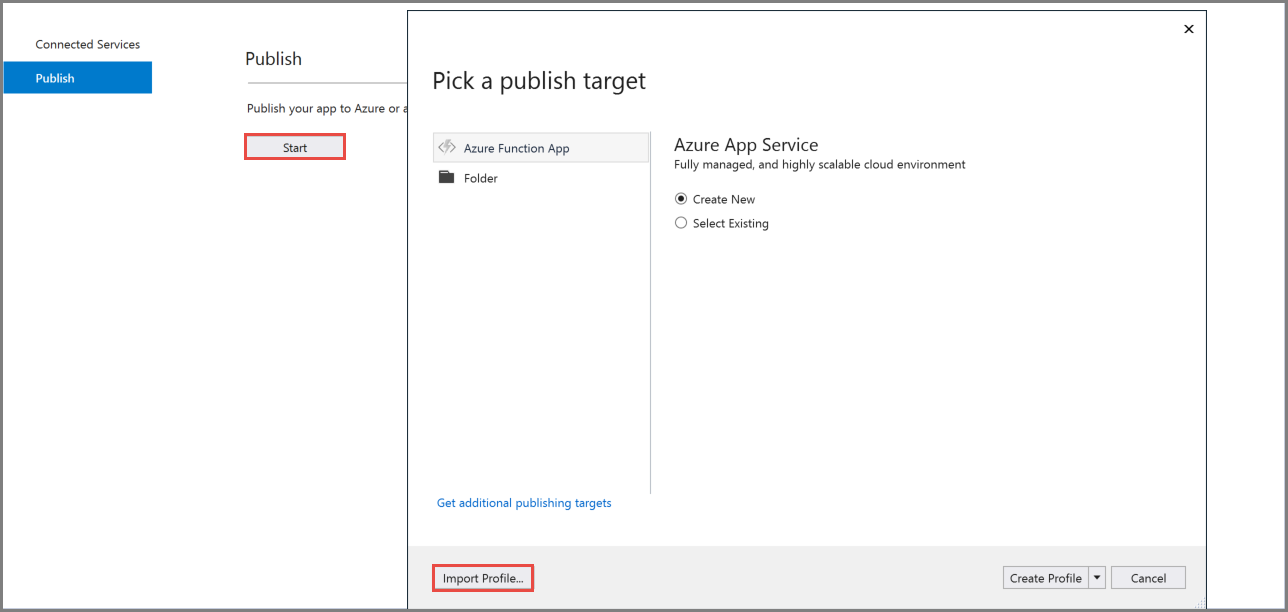 Connected Services
Publish
Publish
Publish your app to Azure or a
Start
Pick a publish target
Azure Function App
Folder
Get additional publishing targets
Azure App Service
Fully managed, and highly scalable cloud environment
Create New
Select Existing
Import Profile...
Create Profile
Cancel